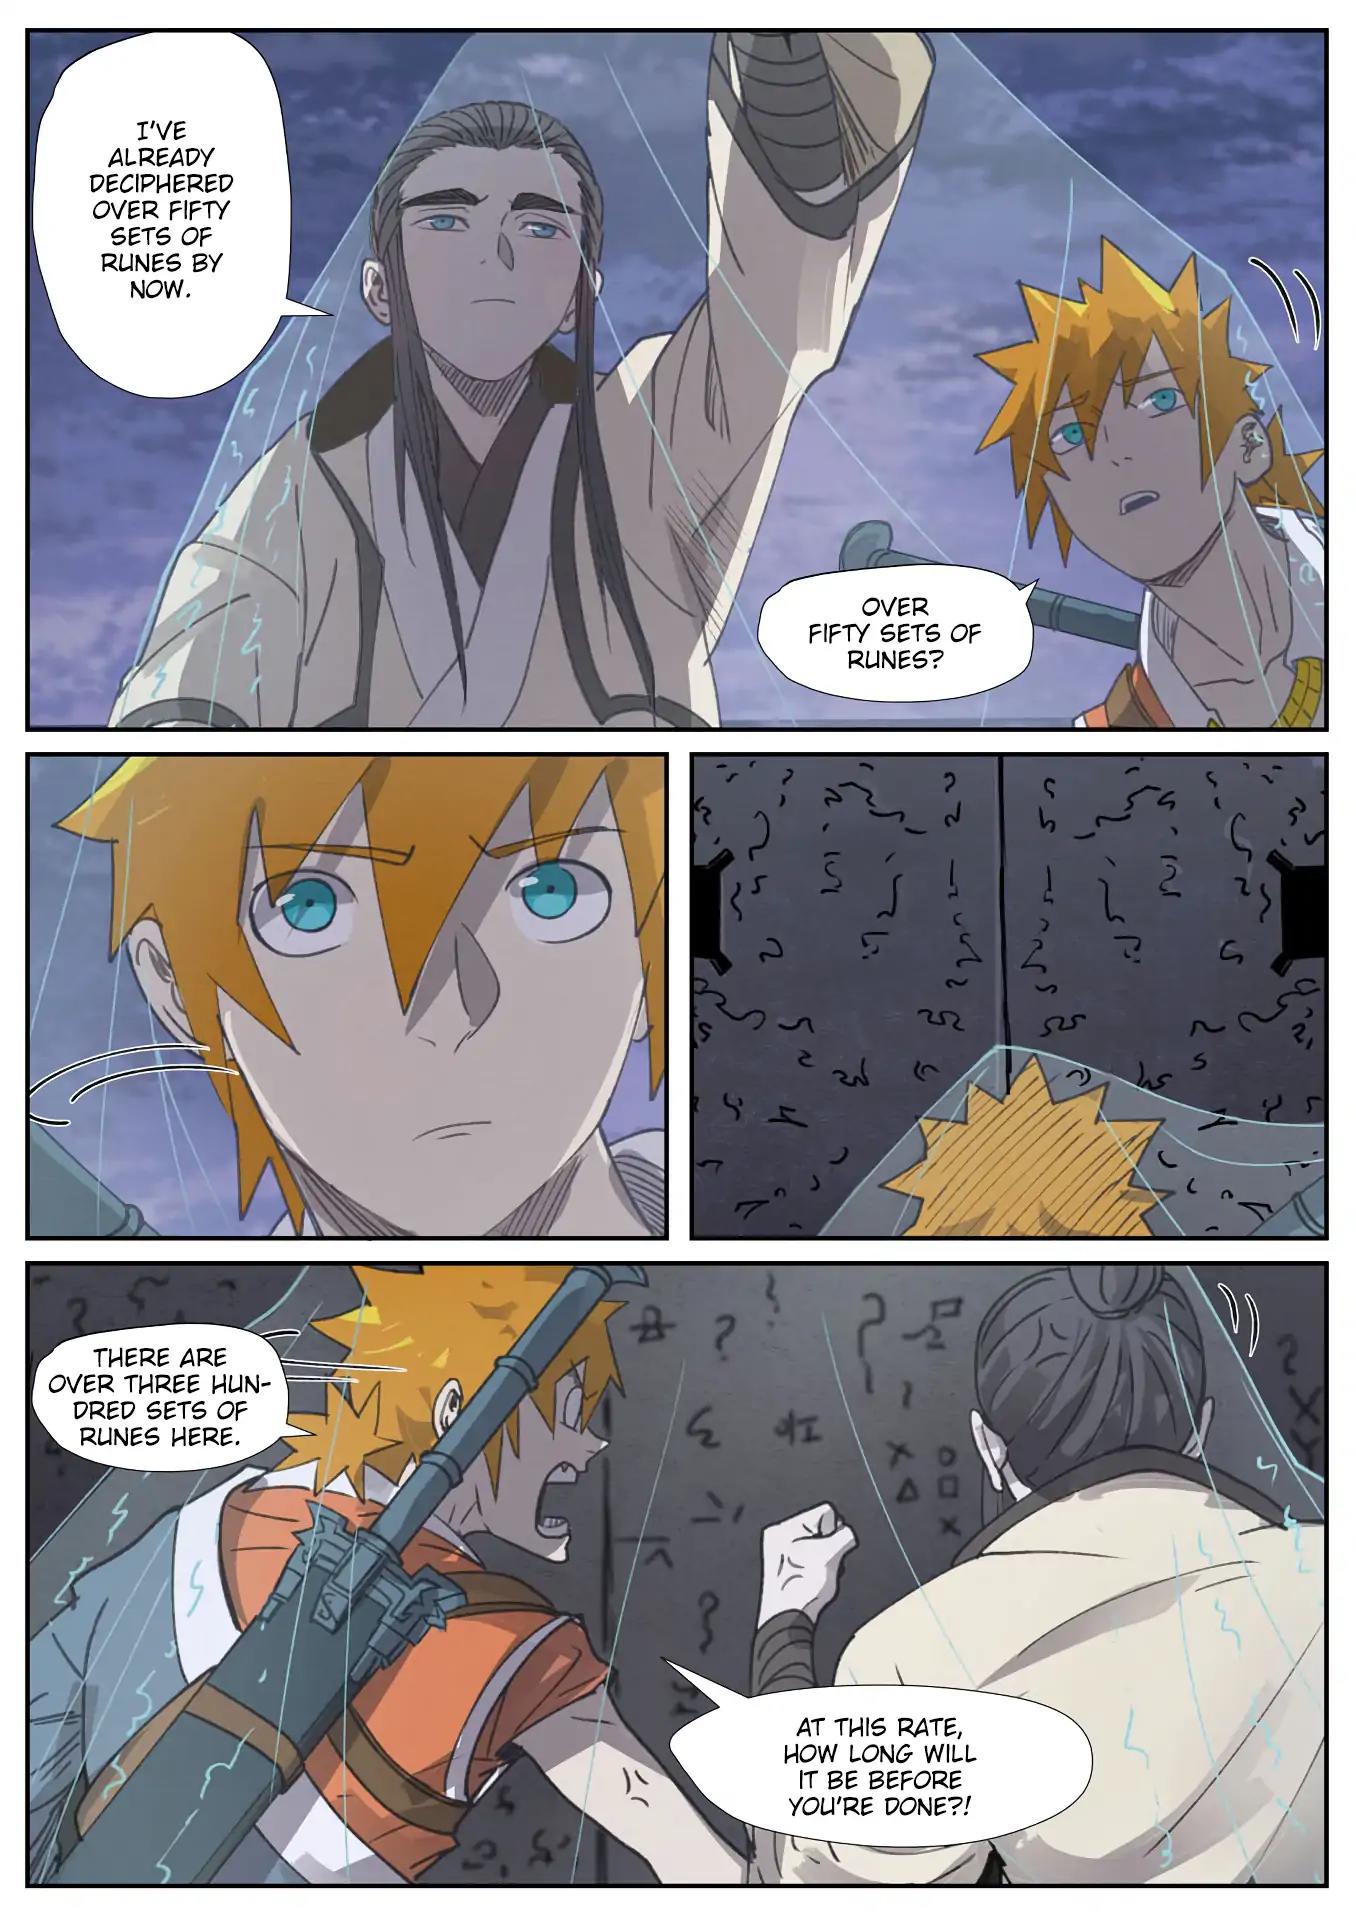 I'VE
ALREADY
DECIPHERED
OVER FIFTY
SETS OF
RUNES BY
NOW.
OVER
FIFTY SETS OF
RUNES?
THERE ARE
OVER THREE HUN-
DRED SETS OF
RUNES HERE.
AT THIS RATE,
HOW LONG WILL
IT BE BEFORE
YOU'RE DONE?!